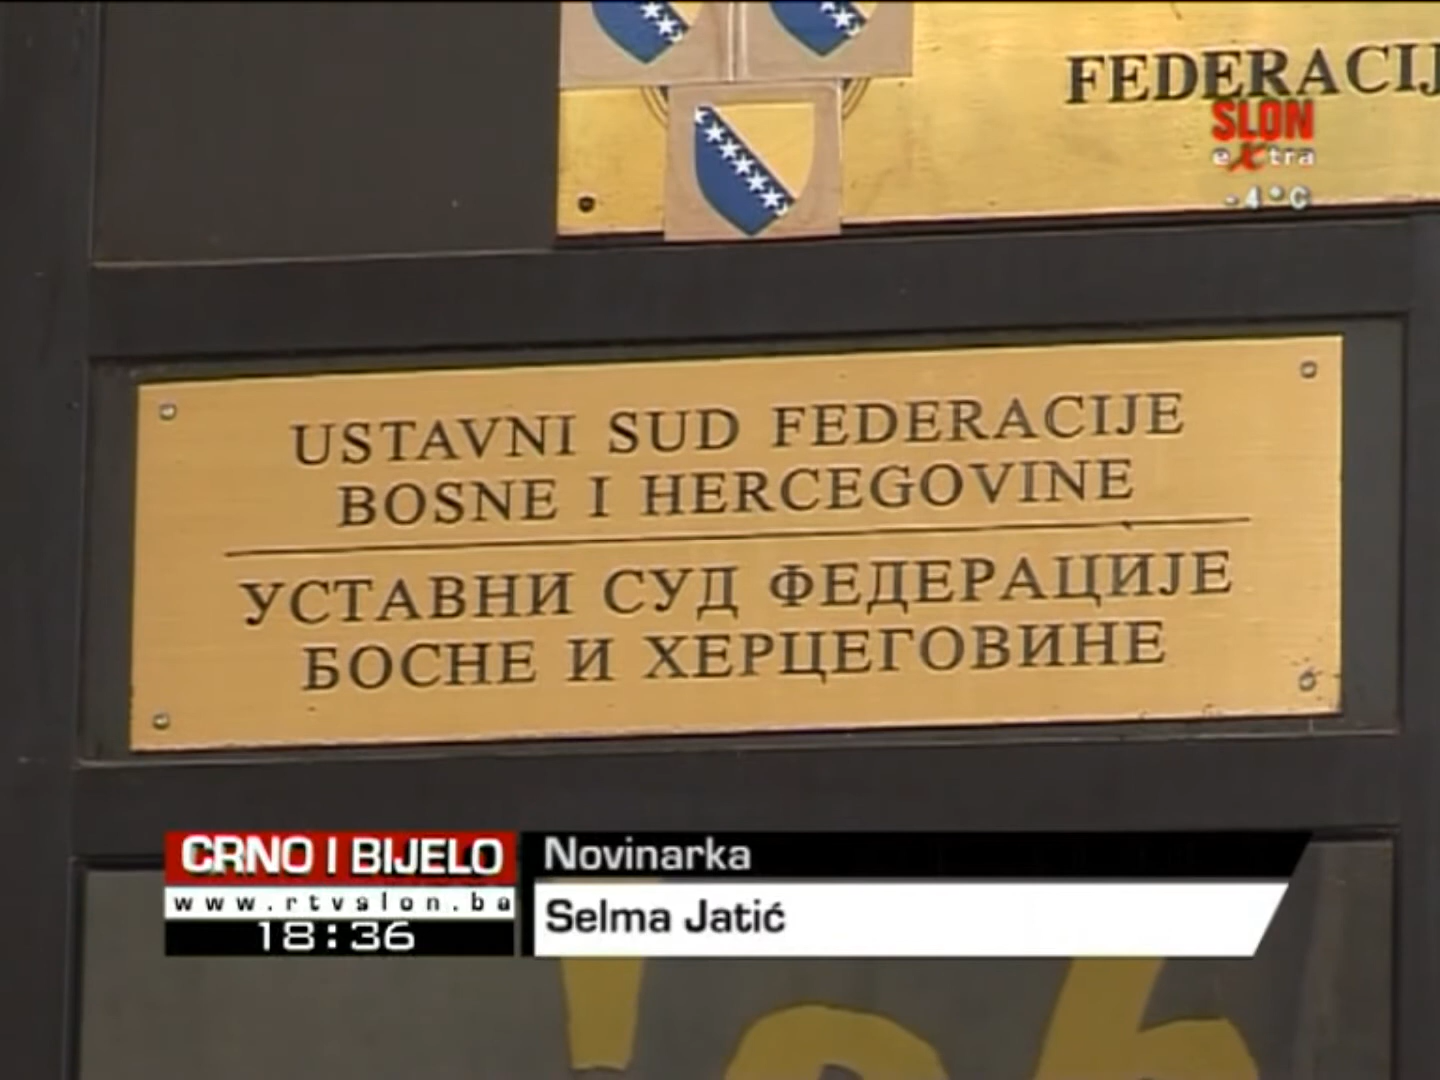 FEDERACIJ
SLON
extra
-4°C
USTAVNI SUD FEDERACIJE
BOSNE I HERCEGOVINE
УСТАВНИ СУД ФЕДЕРАЦИЈЕ
БОСНЕ И ХЕРЦЕГОВИНЕ
CRNO I BIJELO
Novinarka
www.rtvslon.ba
Selma Jatić
18:36